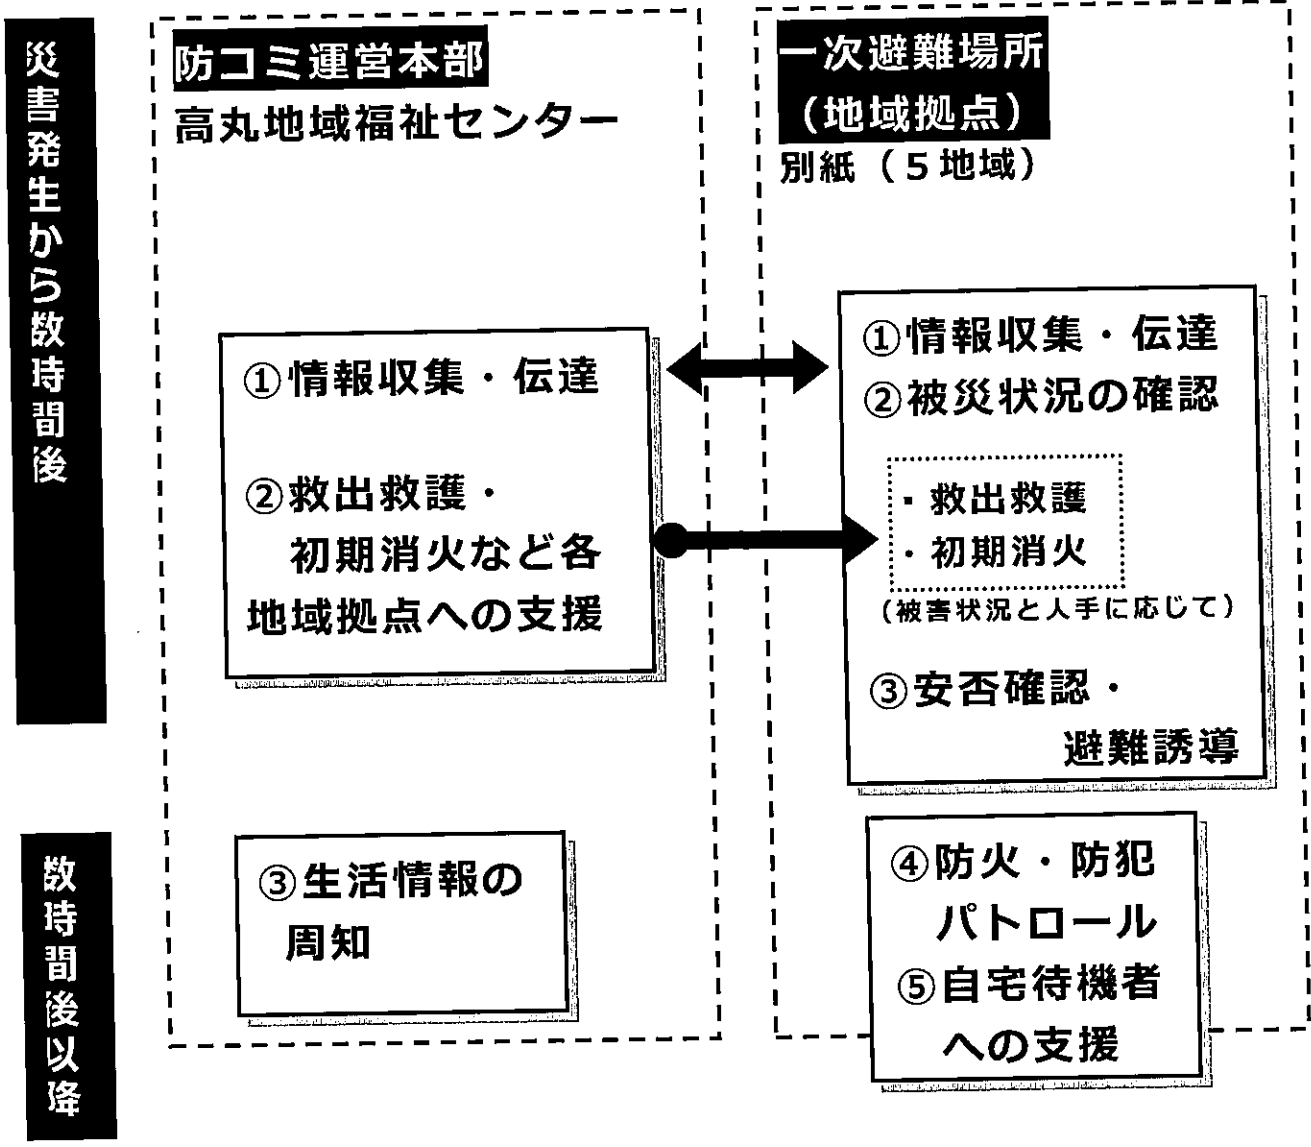 災害発生から数時間後
防コミ運営本部
高丸地域福祉センター
①情報収集・伝達
②救出救護・
初期消火など各
地域拠点への支援
一次避難場所
（地域拠点）
別紙（５地域）
①情報収集・伝達
②被災状況の確認
・救出救護
・初期消火
（被害状況と人手に応じて）
③安否確認・
避難誘導
数時間後以降
③生活情報の
周知
④防火・防犯
パトロール
⑤自宅待機者
への支援